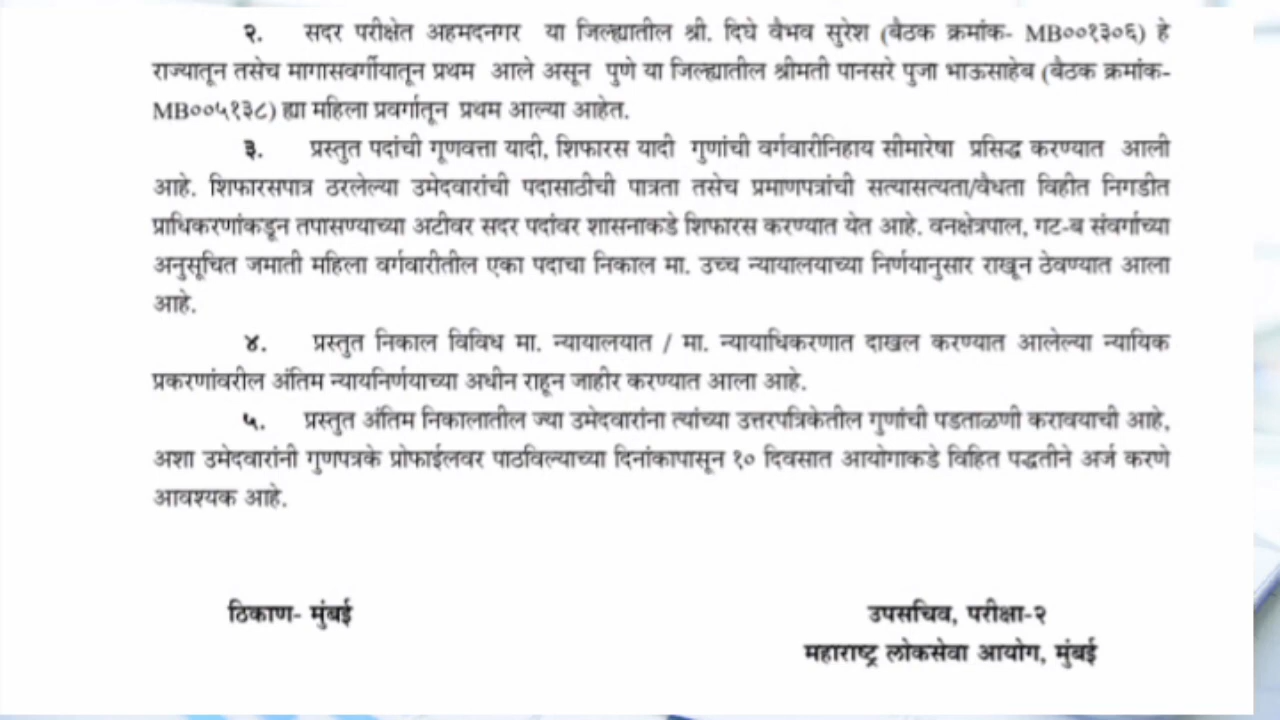 २. सदर परीक्षेत अहमदनगर या जिल्ह्यातील श्री. दिघे वैभव सुरेश (बैठक क्रमांक- MB००१३०६) हे
राज्यातून तसेच मागासवर्गीयातून प्रथम आले असून पुणे या जिल्ह्यातील श्रीमती पानसरे पुजा भाऊसाहेब (बैठक क्रमांक-
MB००५१३८) ह्या महिला प्रवर्गातून प्रथम आल्या आहेत.
३. प्रस्तुत पदांची गूणवत्ता यादी, शिफारस यादी गुणांची वर्गवारीनिहाय सीमारेषा प्रसिद्ध करण्यात आली
आहे. शिफारसपात्र ठरलेल्या उमेदवारांची पदासाठीची पात्रता तसेच प्रमाणपत्रांची सत्यासत्यता/वैधता विहीत निगडीत
प्राधिकरणांकडून तपासण्याच्या अटीवर सदर पदांवर शासनाकडे शिफारस करण्यात येत आहे. वनक्षेत्रपाल, गट-ब संवर्गाच्या
अनुसूचित जमाती महिला वर्गवारीतील एका पदाचा निकाल मा. उच्च न्यायालयाच्या निर्णयानुसार राखून ठेवण्यात आला
आहे.
४. प्रस्तुत निकाल विविध मा. न्यायालयात / मा. न्यायाधिकरणात दाखल करण्यात आलेल्या न्यायिक
प्रकरणांवरील अंतिम न्यायनिर्णयाच्या अधीन राहून जाहीर करण्यात आला आहे.
५. प्रस्तुत अंतिम निकालातील ज्या उमेदवारांना त्यांच्या उत्तरपत्रिकेतील गुणांची पडताळणी करावयाची आहे,
अशा उमेदवारांनी गुणपत्रके प्रोफाईलवर पाठविल्याच्या दिनांकापासून १० दिवसात आयोगाकडे विहित पद्धतीने अर्ज करणे
आवश्यक आहे.
ठिकाण- मुंबई
उपसचिव, परीक्षा-२
महाराष्ट्र लोकसेवा आयोग, मुंबई